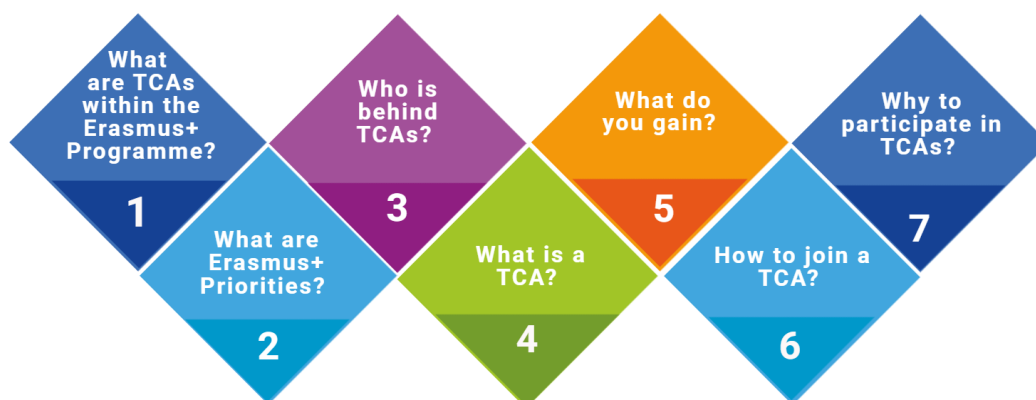 What
are TCAs
within the
Erasmus+
Programme?
1
What are
Erasmus+
Priorities?
2
Who is
behind
TCAs?
3
What is a
TCA?
4
What do
you gain?
5
How to join a
TCA?
6
Why to
participate in
TCAs?
7